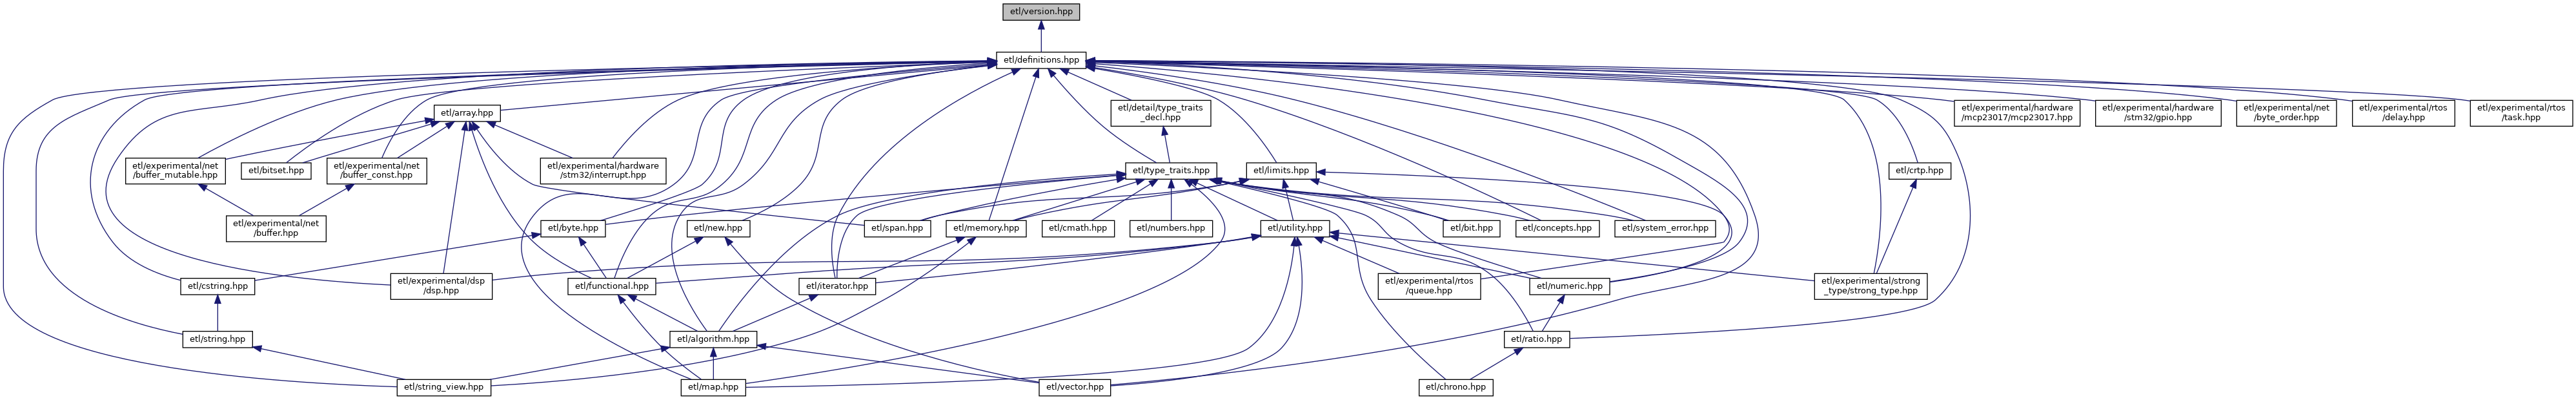 etl/version.hpp
etl/definitions.hpp
etl/array.hpp
etl/detail/type_traits
_decl.hpp
etl/experimental/hardware
/mcp23017/mcp23017.hpp
etl/experimental/hardware
/stm32/gpio.hpp
etl/experimental/net
/byte_order.hpp
etl/experimental/rtos
/delay.hpp
etl/experimental/rtos
/task.hpp
etl/experimental/net
/buffer_mutable.hpp
etl/bitset.hpp
etl/experimental/net
/buffer_const.hpp
etl/experimental/hardware
/stm32/interrupt.hpp
etl/type_traits.hpp
etl/limits.hpp
etl/crtp.hpp
etl/experimental/net
/buffer.hpp
etl/byte.hpp
etl/new.hpp
etl/span.hpp
etl/memory.hpp
etl/cmath.hpp
etl/numbers.hpp
etl/utility.hpp
etl/bit.hpp
etl/concepts.hpp
etl/system_error.hpp
etl/cstring.hpp
etl/experimental/dsp
/dsp.hpp
etl/functional.hpp
etl/iterator.hpp
etl/experimental/rtos
/queue.hpp
etl/numeric.hpp
etl/experimental/strong
_type/strong_type.hpp
etl/string.hpp
etl/algorithm.hpp
etl/ratio.hpp
etl/string_view.hpp
etl/map.hpp
etl/vector.hpp
etl/chrono.hpp